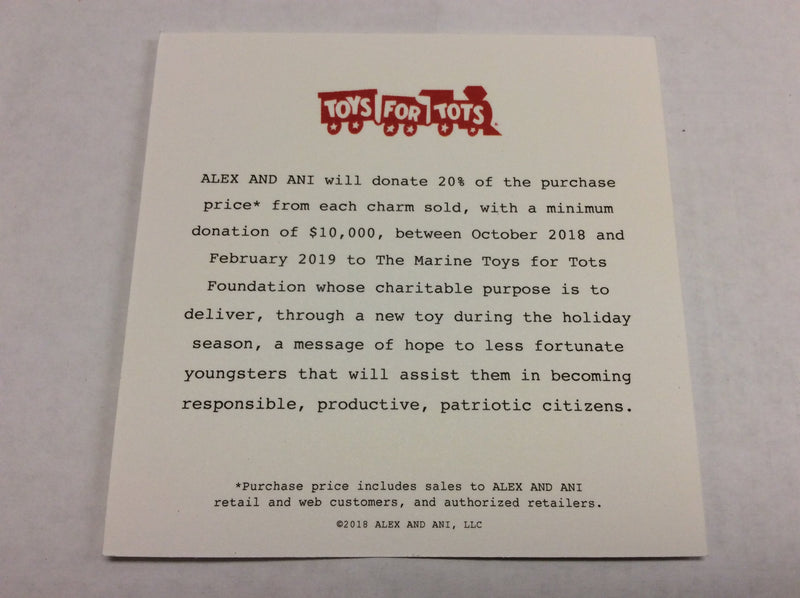 TOYS FOR TOTS
ALEX AND ANI will donate 20% of the purchase
price* from each charm sold, with a minimum
donation of $10,000, between October 2018 and
February 2019 to The Marine Toys for Tots
Foundation whose charitable purpose is to
deliver, through a new toy during the holiday
season, a message of hope to less fortunate
youngsters that will assist them in becoming
responsible, productive, patriotic citizens.
*Purchase price includes sales to ALEX AND ANI
retail and web customers, and authorized retailers.
©2018 ALEX AND ANI, LLC